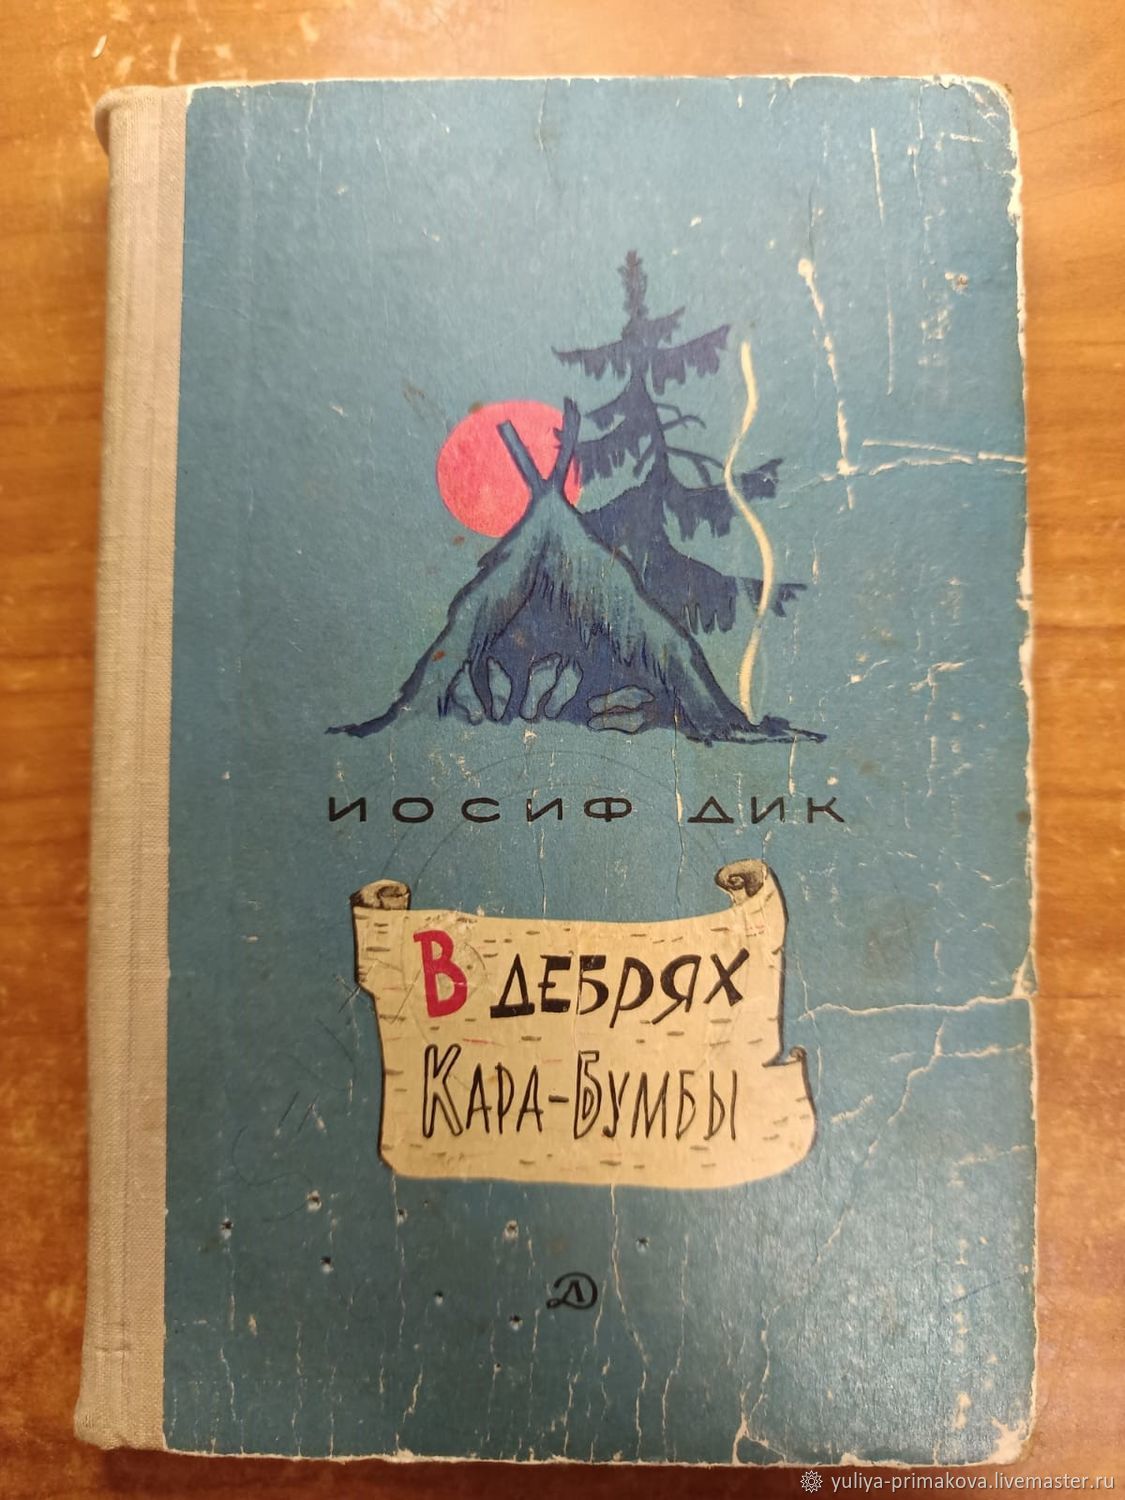 ИОСИФ ДИК
В ДЕБРЯХ
КАРА-БУМБЫ
Д
yuliya-primakova.livemaster.ru